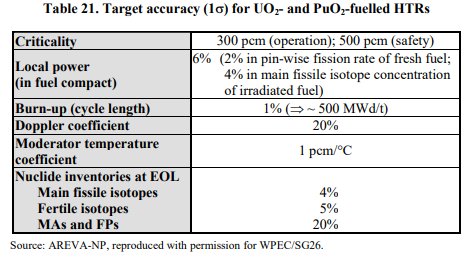 Table 21. Target accuracy (1σ) for UO₂- and PuO₂-fuelled HTRs
Criticality 300 pcm (operation); 500 pcm (safety)
Local power
(in fuel compact)
6% (2% in pin-wise fission rate of fresh fuel;
4% in main fissile isotope concentration
of irradiated fuel)
Burn-up (cycle length) 1% (⇒ ~ 500 MWd/t)
Doppler coefficient 20%
Moderator temperature
coefficient
1 pcm/°C
Nuclide inventories at EOL
Main fissile isotopes 4%
Fertile isotopes 5%
MAs and FPs 20%
Source: AREVA-NP, reproduced with permission for WPEC/SG26.